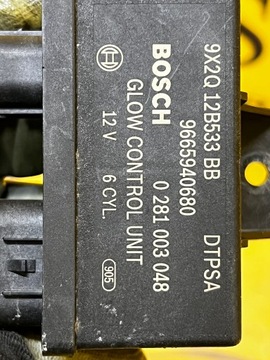 9X2Q 12B533 BB
9665940680 DTPSA
BOSCH 0 281 003 048
GLOW CONTROL UNIT
12 V 6 CYL. 905